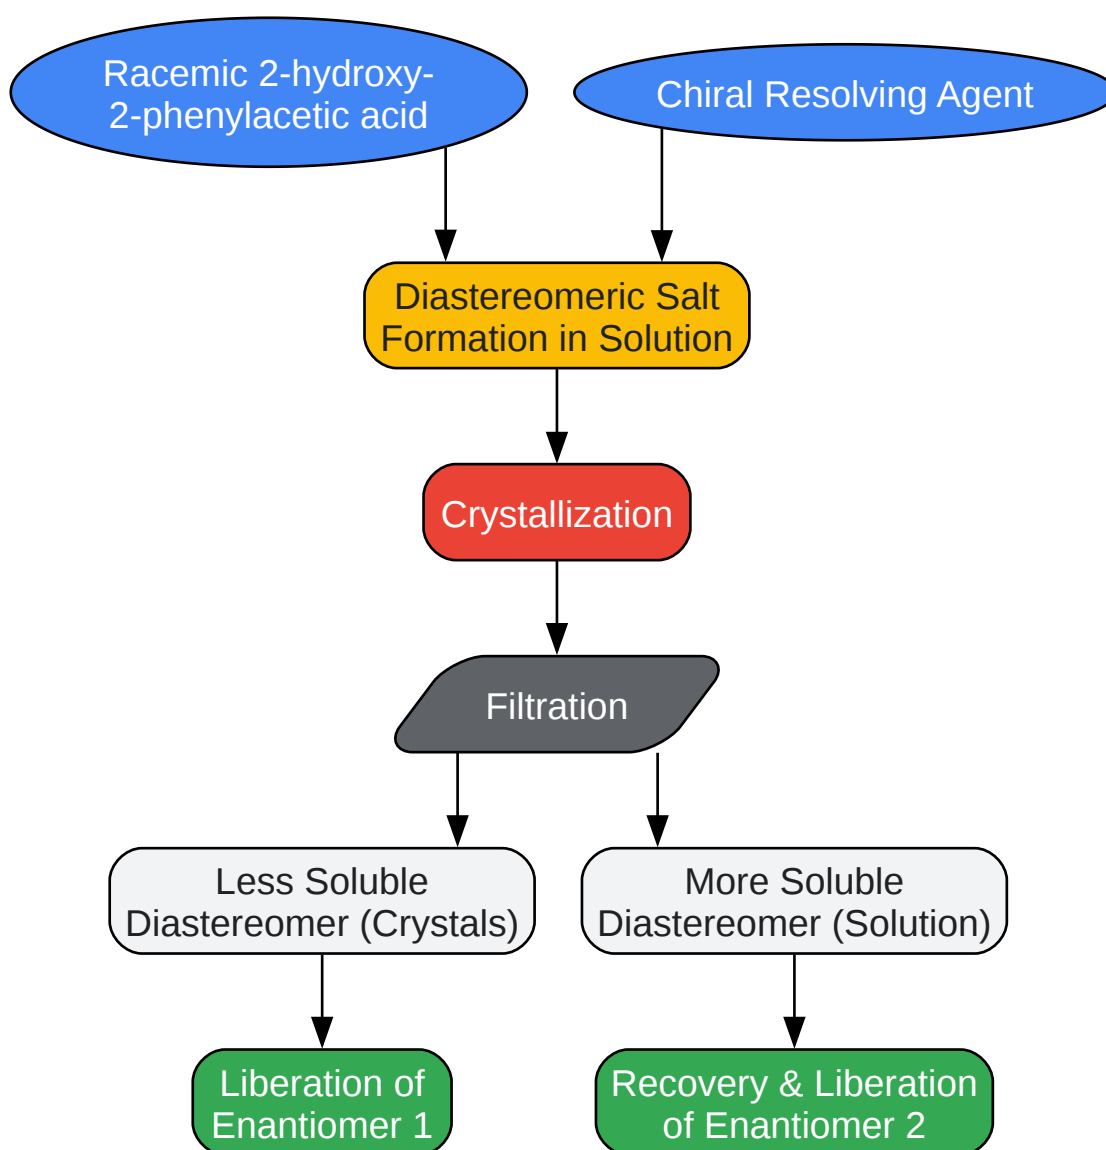 Racemic 2-hydroxy-
2-phenylacetic acid
Chiral Resolving Agent
Diastereomeric Salt
Formation in Solution
Crystallization
Filtration
Less Soluble
Diastereomer (Crystals)
More Soluble
Diastereomer (Solution)
Liberation of
Enantiomer 1
Recovery & Liberation
of Enantiomer 2